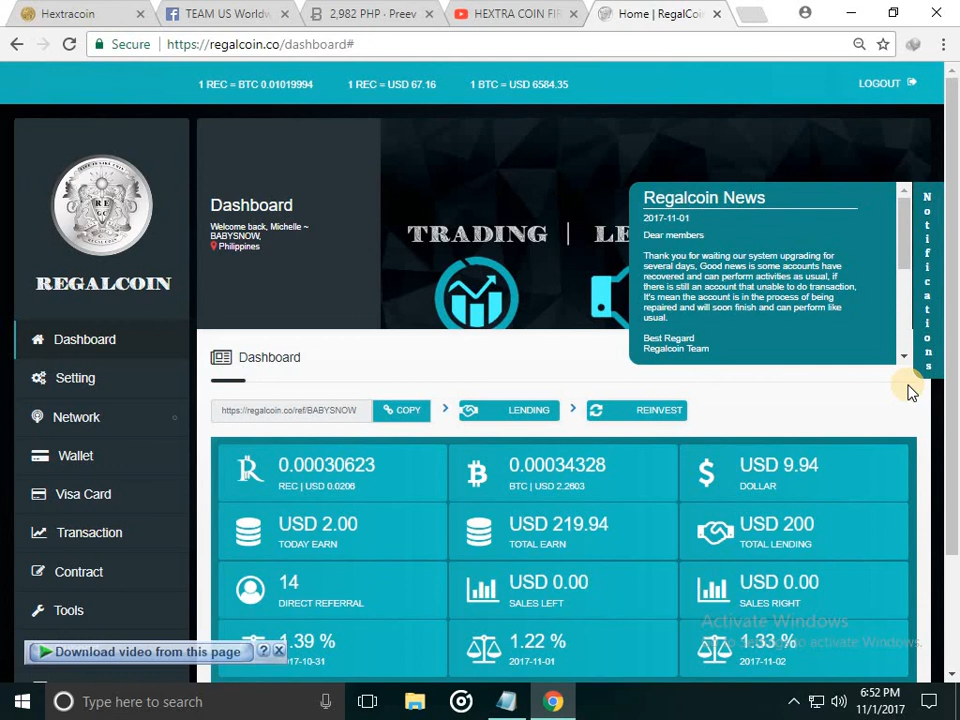 Hextracoin
TEAM US Worldw
2,982 PHP · Preev
HEXTRA COIN FIR
Home | RegalCoi
Secure
https://regalcoin.co/dashboard#
1 REC = BTC 0.01019994
1 REC = USD 67.16
1 BTC = USD 6584.35
LOGOUT
REGALCOIN
Dashboard
Welcome back, Michelle ~
BABYSNOW,
Philippines
TRADING | LE
Regalcoin News
2017-11-01
Dear members
Thank you for waiting our system upgrading for
several days, Good news is some accounts have
recovered and can perform activities as usual, if
there is still an account that unable to do transaction,
It's mean the account is in the process of being
repaired and will soon finish and can perform like
usual.
Best Regard
Regalcoin Team
Notifications
Dashboard
Setting
Network
Wallet
Visa Card
Transaction
Contract
Tools
Dashboard
https://regalcoin.co/ref/BABYSNOW
COPY
LENDING
REINVEST
0.00030623
REC | USD 0.0206
0.00034328
BTC | USD 2.2603
USD 9.94
DOLLAR
USD 2.00
TODAY EARN
USD 219.94
TOTAL EARN
USD 200
TOTAL LENDING
14
DIRECT REFERRAL
USD 0.00
SALES LEFT
USD 0.00
SALES RIGHT
1.39 %
2017-10-31
1.22 %
2017-11-01
1.33 %
2017-11-02
Activate Windows
Go to Settings to activate Windows.
Download video from this page
?
Type here to search
6:52 PM
11/1/2017